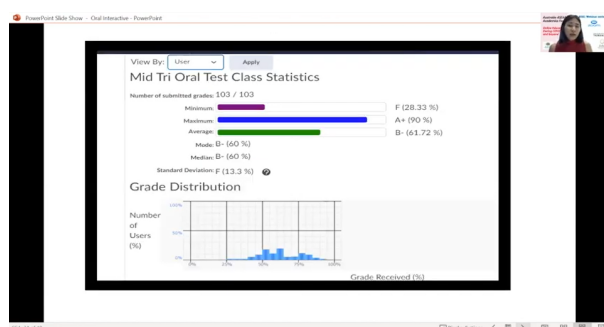 PowerPoint Slide Show - Oral Interactive - PowerPoint
View By: User Apply
Mid Tri Oral Test Class Statistics
Number of submitted grades: 103 / 103
Minimum: F (28.33 %)
Maximum: A+ (90 %)
Average: B- (61.72 %)
Mode: B- (60 %)
Median: B- (60 %)
Standard Deviation: F (13.3 %)
Grade Distribution
Number
of
Users
(%)
100%
50%
0%
0% 25% 50% 75% 100%
Grade Received (%)